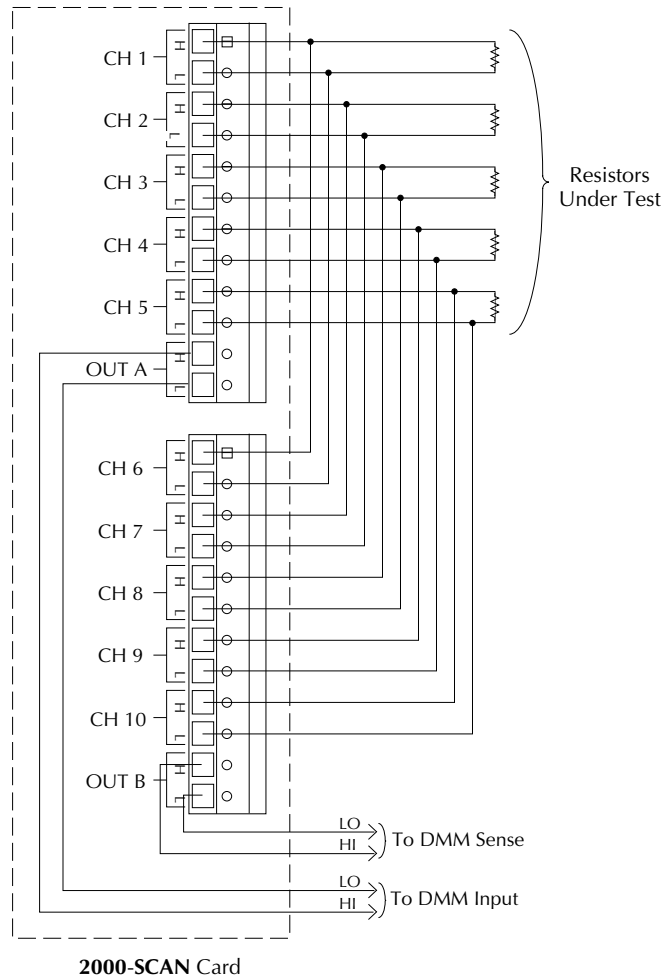 CH 1
H
L
CH 2
H
L
CH 3
H
L
CH 4
H
L
CH 5
H
L
OUT A
H
L
Resistors
Under Test
CH 6
H
L
CH 7
H
L
CH 8
H
L
CH 9
H
L
CH 10
H
L
OUT B
H
L
LO
HI
To DMM Sense
LO
HI
To DMM Input
2000-SCAN Card